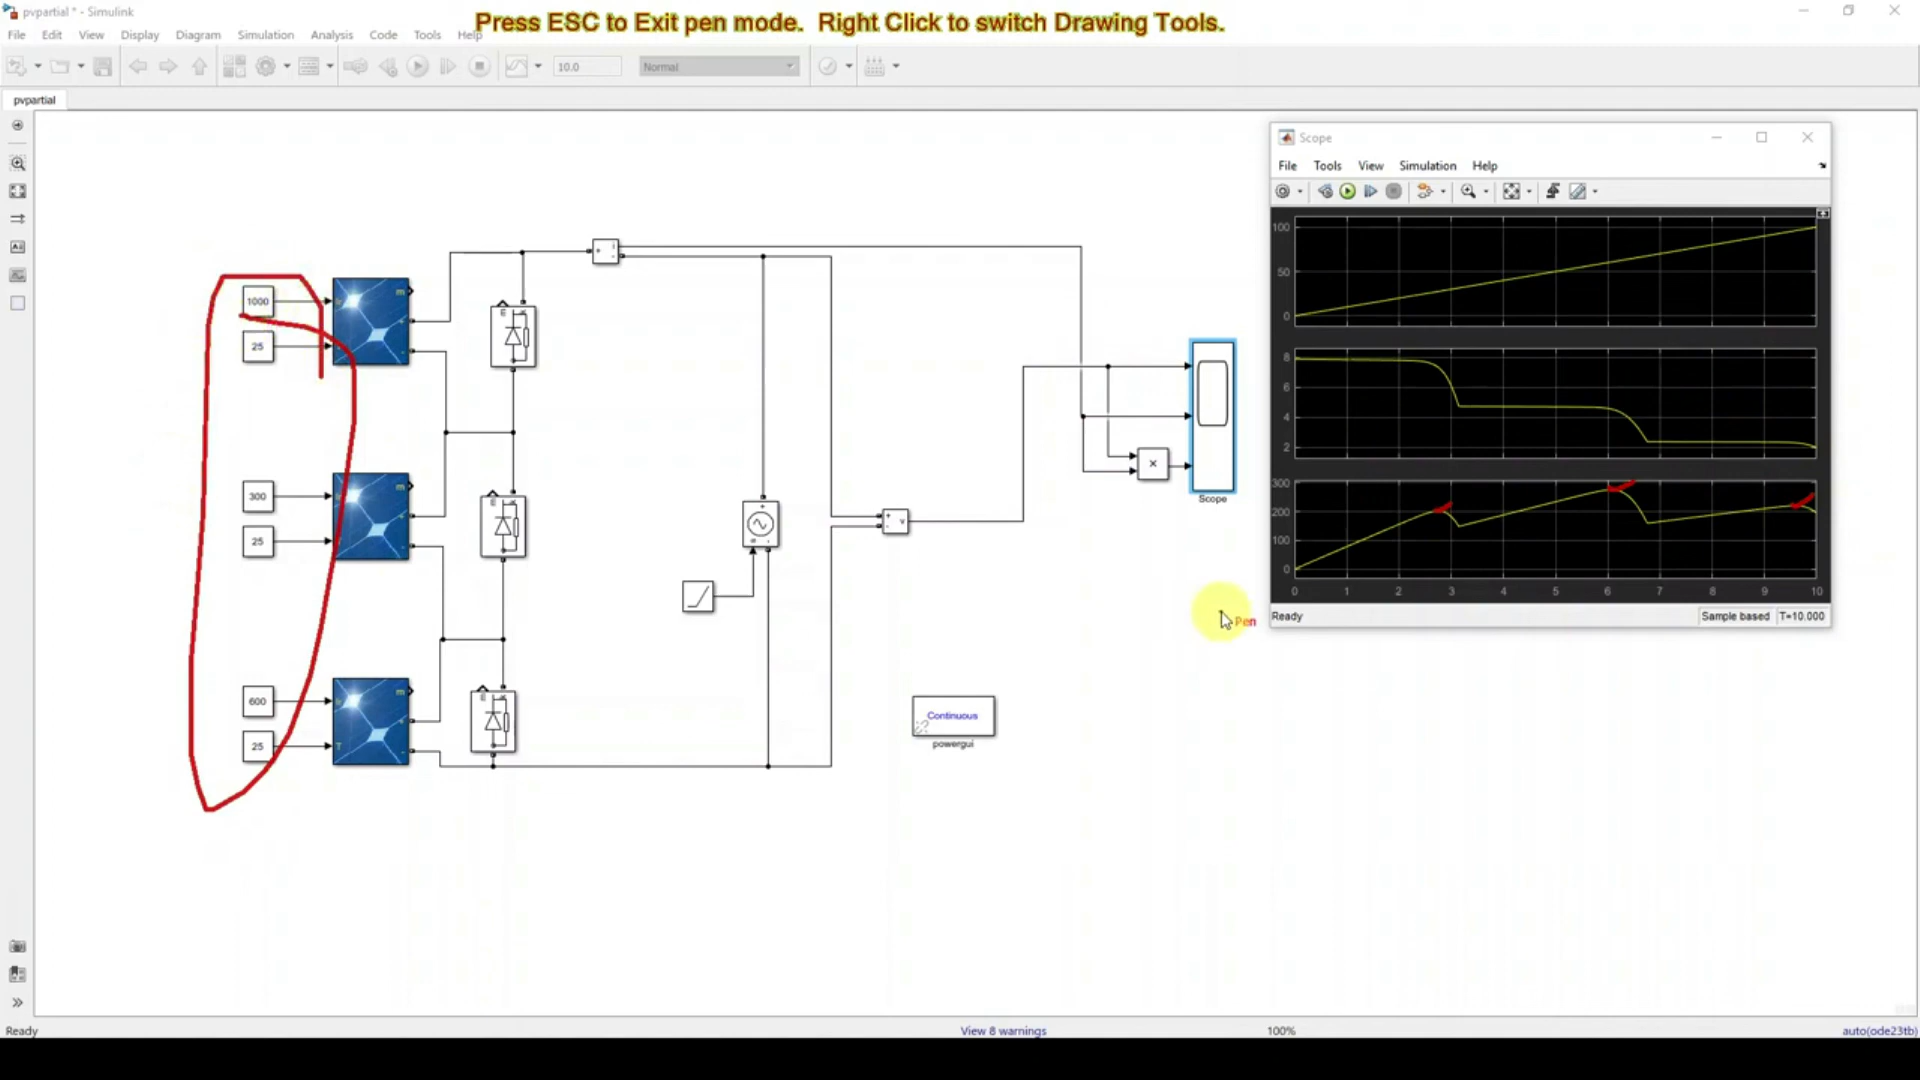 pvpartial * - Simulink
Press ESC to Exit pen mode. Right Click to switch Drawing Tools.
File Edit View Display Diagram Simulation Analysis Code Tools Help
10.0 Normal
pvpartial
Scope
File Tools View Simulation Help
100
50
0
8
6
4
2
300
200
100
0
0 1 2 3 4 5 6 7 8 9 10
Ready Sample based T=10.000
1000
25
m
+
-
i
300
25
m
600
25
T
m
v
×
Scope
Pen
Continuous
powergui
Ready View 8 warnings 100% auto(ode23tb)